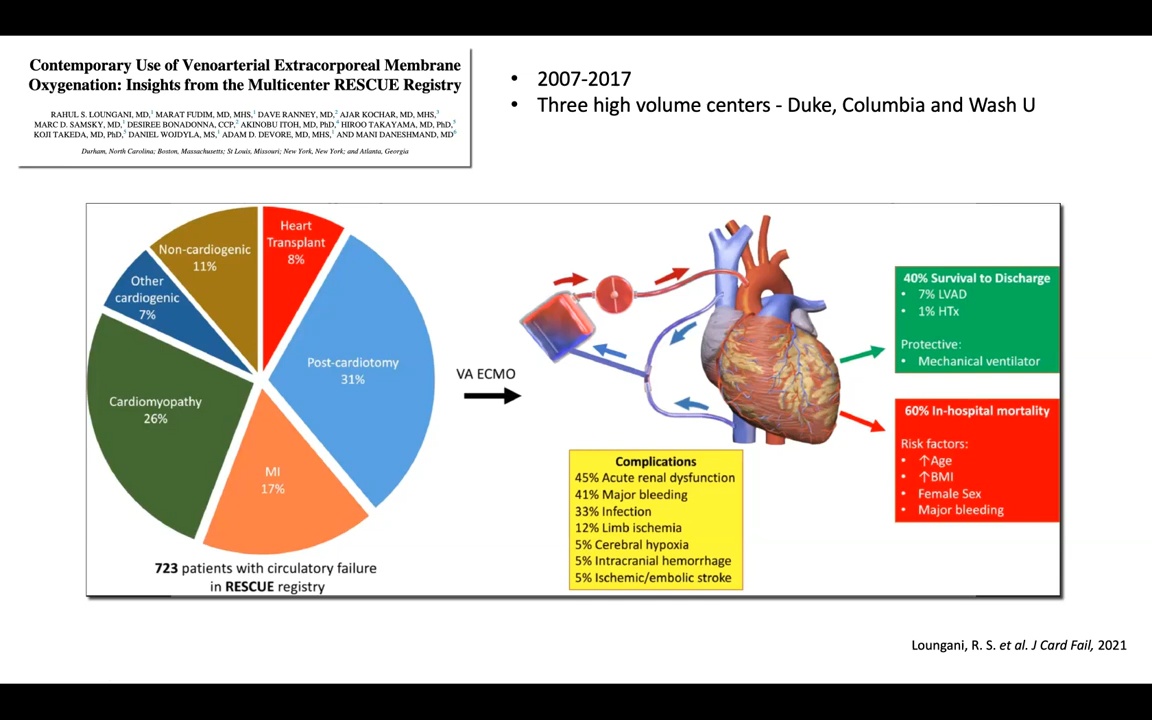 Contemporary Use of Venoarterial Extracorporeal Membrane
Oxygenation: Insights from the Multicenter RESCUE Registry
RAHUL S. LOUNGANI, MD,1 MARAT FUDIM, MD, MHS,1 DAVE RANNEY, MD,2 AJAR KOCHAR, MD, MHS,3
MARC D. SAMSKY, MD,1 DESIREE BONADONNA, CCP,2 AKINOBU ITOH, MD, PhD,4 HIROO TAKAYAMA, MD, PhD,5
KOJI TAKEDA, MD, PhD,5 DANIEL WOJDYLA, MS,1 ADAM D. DEVORE, MD, MHS,1 AND MANI DANESHMAND, MD6
Durham, North Carolina; Boston, Massachusetts; St Louis, Missouri; New York, New York; and Atlanta, Georgia
• 2007-2017
• Three high volume centers - Duke, Columbia and Wash U
Heart
Transplant
8%
Non-cardiogenic
11%
Other
cardiogenic
7%
Post-cardiotomy
31%
Cardiomyopathy
26%
MI
17%
723 patients with circulatory failure
in RESCUE registry
VA ECMO
Complications
45% Acute renal dysfunction
41% Major bleeding
33% Infection
12% Limb ischemia
5% Cerebral hypoxia
5% Intracranial hemorrhage
5% Ischemic/embolic stroke
40% Survival to Discharge
• 7% LVAD
• 1% HTx
Protective:
• Mechanical ventilator
60% In-hospital mortality
Risk factors:
• ↑Age
• ↑BMI
• Female Sex
• Major bleeding
Loungani, R. S. et al. J Card Fail, 2021